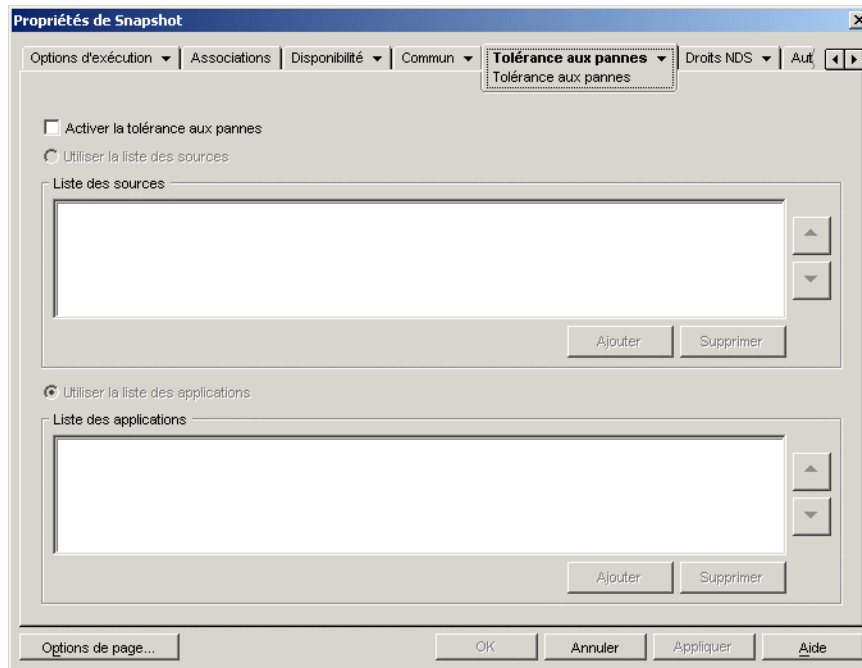 Propriétés de Snapshot
Options d'exécution Associations Disponibilité Commun Tolérance aux pannes Droits NDS Aut
Tolérance aux pannes
Activer la tolérance aux pannes
Utiliser la liste des sources
Liste des sources
Ajouter Supprimer
Utiliser la liste des applications
Liste des applications
Ajouter Supprimer
Options de page... OK Annuler Appliquer Aide